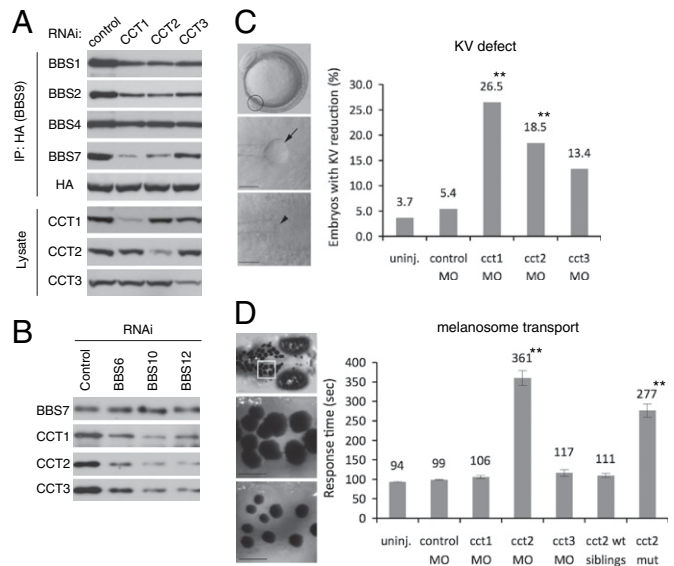 A
RNAi:
control
CCT1
CCT2
CCT3
IP: HA (BBS9)
BBS1
BBS2
BBS4
BBS7
HA
Lysate
CCT1
CCT2
CCT3
B
RNAi
Control
BBS6
BBS10
BBS12
BBS7
CCT1
CCT2
CCT3
C
KV defect
Embryos with KV reduction (%)
30.0
25.0
20.0
15.0
10.0
5.0
0.0
3.7
5.4
26.5
**
18.5
**
13.4
uninj.
control
MO
cct1
MO
cct2
MO
cct3
MO
D
melanosome transport
Response time (sec)
400
350
300
250
200
150
100
50
0
94
99
106
361**
117
111
277
**
uninj.
control
MO
cct1
MO
cct2
MO
cct3
MO
cct2 wt
siblings
cct2
mut